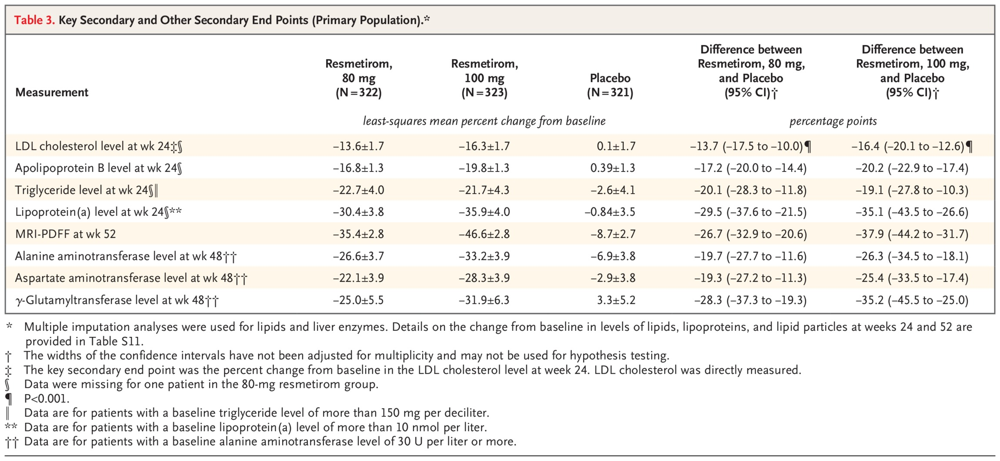 Table 3. Key Secondary and Other Secondary End Points (Primary Population).*
Measurement Resmetirom, 80 mg (N=322) Resmetirom, 100 mg (N=323) Placebo (N=321) Difference between Resmetirom, 80 mg, and Placebo (95% CI)† Difference between Resmetirom, 100 mg, and Placebo (95% CI)†
least-squares mean percent change from baseline percentage points
LDL cholesterol level at wk 24‡§ –13.6±1.7 –16.3±1.7 0.1±1.7 –13.7 (–17.5 to –10.0)¶ –16.4 (–20.1 to –12.6)¶
Apolipoprotein B level at wk 24§ –16.8±1.3 –19.8±1.3 0.39±1.3 –17.2 (–20.0 to –14.4) –20.2 (–22.9 to –17.4)
Triglyceride level at wk 24§‖ –22.7±4.0 –21.7±4.3 –2.6±4.1 –20.1 (–28.3 to –11.8) –19.1 (–27.8 to –10.3)
Lipoprotein(a) level at wk 24§** –30.4±3.8 –35.9±4.0 –0.84±3.5 –29.5 (–37.6 to –21.5) –35.1 (–43.5 to –26.6)
MRI-PDFF at wk 52 –35.4±2.8 –46.6±2.8 –8.7±2.7 –26.7 (–32.9 to –20.6) –37.9 (–44.2 to –31.7)
Alanine aminotransferase level at wk 48†† –26.6±3.7 –33.2±3.9 –6.9±3.8 –19.7 (–27.7 to –11.6) –26.3 (–34.5 to –18.1)
Aspartate aminotransferase level at wk 48†† –22.1±3.9 –28.3±3.9 –2.9±3.8 –19.3 (–27.2 to –11.3) –25.4 (–33.5 to –17.4)
γ-Glutamyltransferase level at wk 48†† –25.0±5.5 –31.9±6.3 3.3±5.2 –28.3 (–37.3 to –19.3) –35.2 (–45.5 to –25.0)
* Multiple imputation analyses were used for lipids and liver enzymes. Details on the change from baseline in levels of lipids, lipoproteins, and lipid particles at weeks 24 and 52 are
provided in Table S11.
† The widths of the confidence intervals have not been adjusted for multiplicity and may not be used for hypothesis testing.
‡ The key secondary end point was the percent change from baseline in the LDL cholesterol level at week 24. LDL cholesterol was directly measured.
§ Data were missing for one patient in the 80-mg resmetirom group.
¶ P<0.001.
‖ Data are for patients with a baseline triglyceride level of more than 150 mg per deciliter.
** Data are for patients with a baseline lipoprotein(a) level of more than 10 nmol per liter.
†† Data are for patients with a baseline alanine aminotransferase level of 30 U per liter or more.